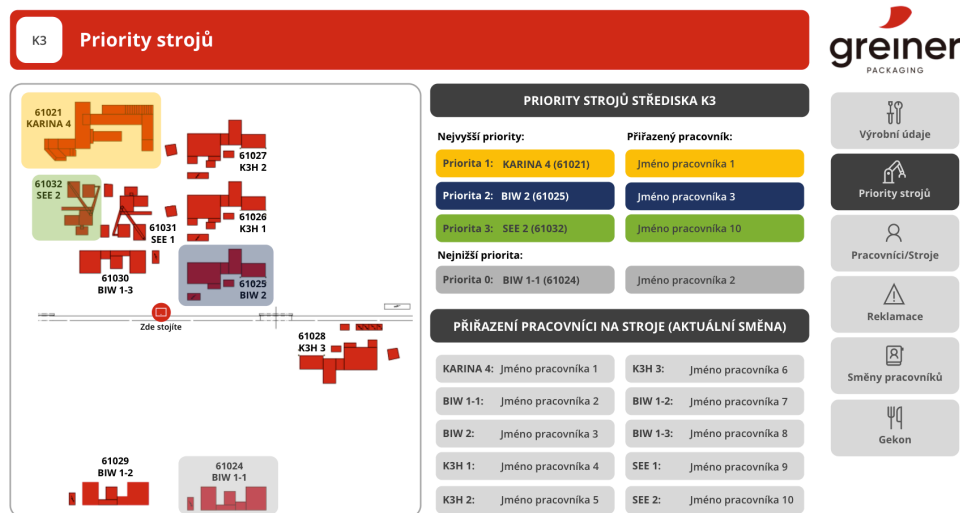 K3
Priority strojů
greiner
PACKAGING
61021
KARINA 4
61027
K3H 2
61032
SEE 2
61026
K3H 1
61031
SEE 1
61030
BIW 1-3
61025
BIW 2
Zde stojíte
61028
K3H 3
61029
BIW 1-2
61024
BIW 1-1
PRIORITY STROJŮ STŘEDISKA K3
Nejvyšší priority:
Přiřazený pracovník:
Priorita 1: KARINA 4 (61021)
Jméno pracovníka 1
Priorita 2: BIW 2 (61025)
Jméno pracovníka 3
Priorita 3: SEE 2 (61032)
Jméno pracovníka 10
Nejnižší priorita:
Priorita 0: BIW 1-1 (61024)
Jméno pracovníka 2
PŘIŘAZENÍ PRACOVNÍCI NA STROJE (AKTUÁLNÍ SMĚNA)
KARINA 4: Jméno pracovníka 1
K3H 3: Jméno pracovníka 6
BIW 1-1: Jméno pracovníka 2
BIW 1-2: Jméno pracovníka 7
BIW 2: Jméno pracovníka 3
BIW 1-3: Jméno pracovníka 8
K3H 1: Jméno pracovníka 4
SEE 1: Jméno pracovníka 9
K3H 2: Jméno pracovníka 5
SEE 2: Jméno pracovníka 10
Výrobní údaje
Priority strojů
Pracovníci/Stroje
Reklamace
Směny pracovníků
Gekon